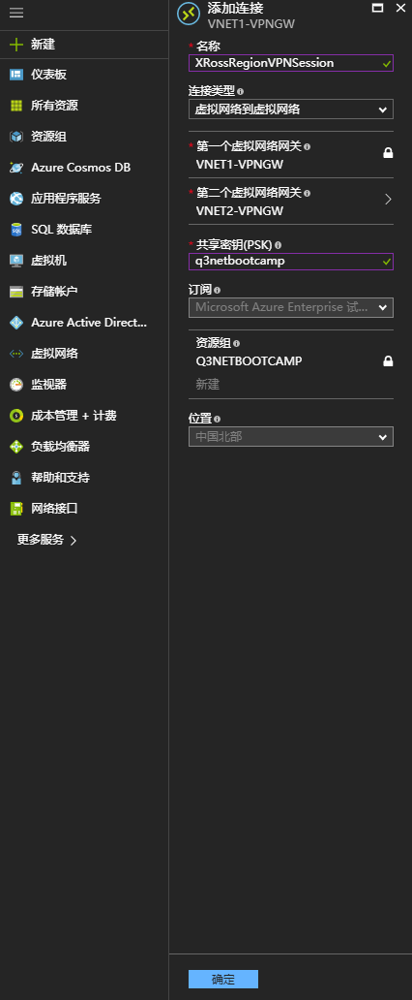 新建
仪表板
所有资源
资源组
Azure Cosmos DB
应用程序服务
SQL 数据库
虚拟机
存储帐户
Azure Active Direct...
虚拟网络
监视器
成本管理 + 计费
负载均衡器
帮助和支持
网络接口
更多服务
添加连接
VNET1-VPNGW
* 名称
XRossRegionVPNSession
连接类型
虚拟网络到虚拟网络
* 第一个虚拟网络网关
VNET1-VPNGW
* 第二个虚拟网络网关
VNET2-VPNGW
* 共享密钥(PSK)
q3netbootcamp
订阅
Microsoft Azure Enterprise 试...
资源组
Q3NETBOOTCAMP
新建
位置
中国北部
确定